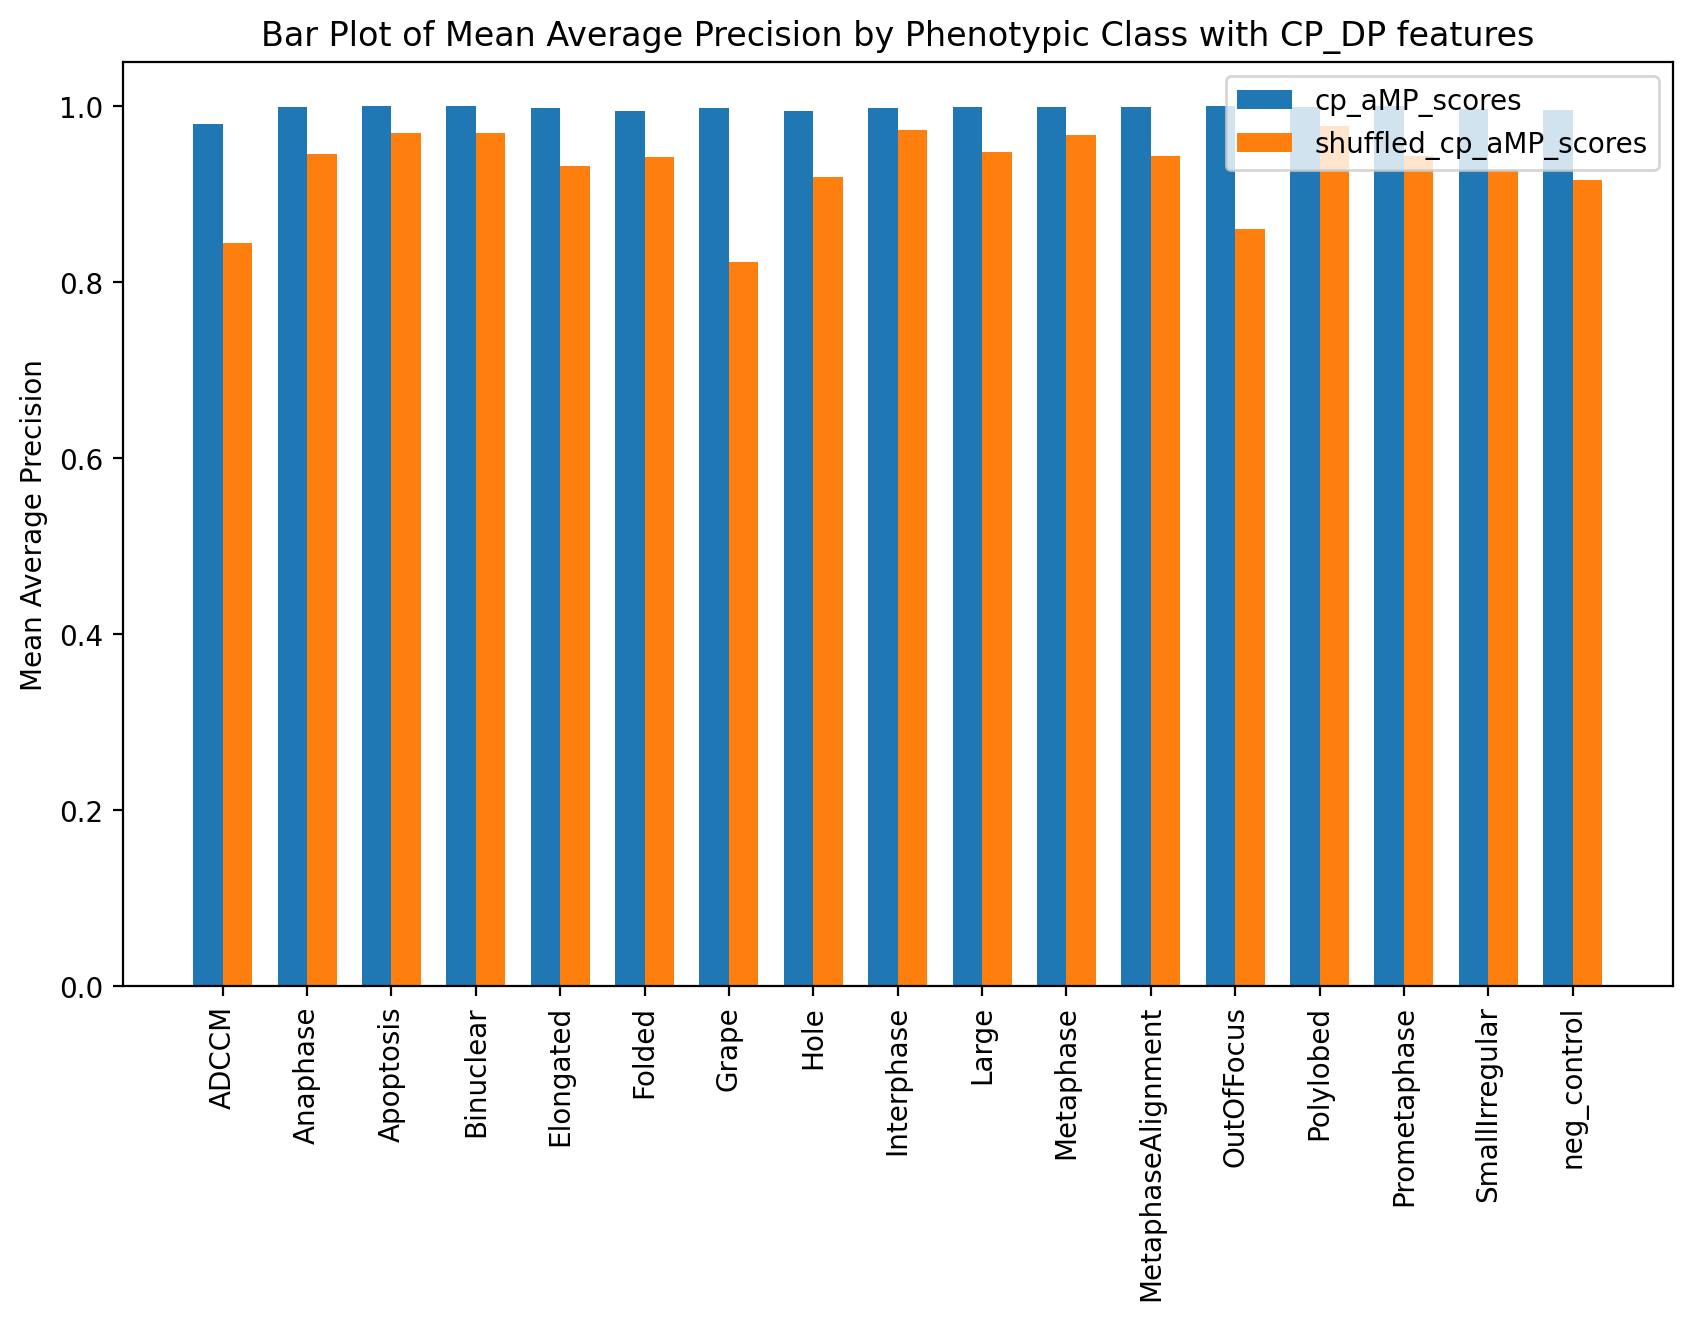 Bar Plot of Mean Average Precision by Phenotypic Class with CP_DP features
cp_aMP_scores
shuffled_cp_aMP_scores
Mean Average Precision
1.0
0.8
0.6
0.4
0.2
0.0
ADCCM
Anaphase
Apoptosis
Binuclear
Elongated
Folded
Grape
Hole
Interphase
Large
Metaphase
MetaphaseAlignment
OutOfFocus
Polylobed
Prometaphase
SmallIrregular
neg_control